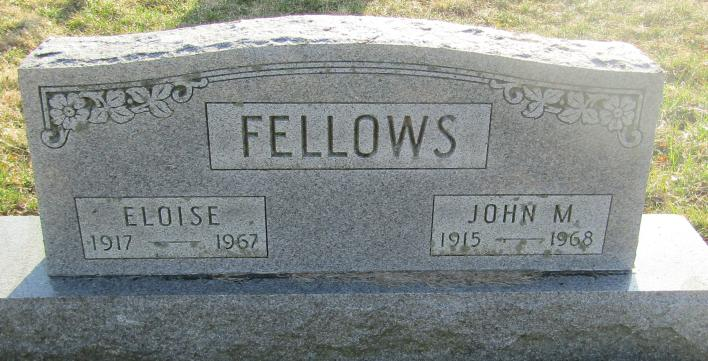 FELLOWS
ELOISE
1917 — 1967
JOHN M.
1915 — 1968